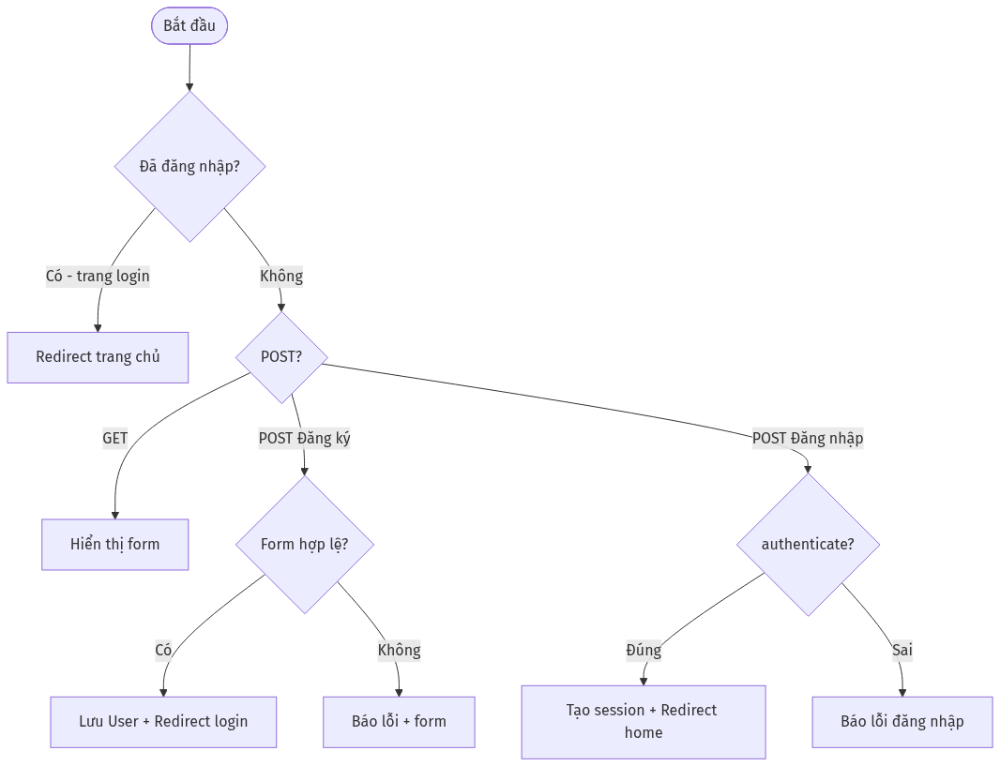 Bắt đầu
Đã đăng nhập?
Có - trang login
Không
Redirect trang chủ
POST?
GET
POST Đăng ký
POST Đăng nhập
Hiển thị form
Form hợp lệ?
authenticate?
Có
Không
Đúng
Sai
Lưu User + Redirect login
Báo lỗi + form
Tạo session + Redirect
home
Báo lỗi đăng nhập